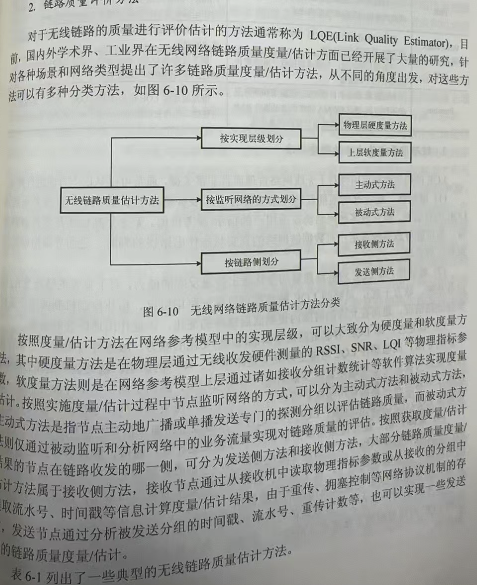 2. 链路质量评价方法
对于无线链路的质量进行评价估计的方法通常称为 LQE(Link Quality Estimator)，目
前，国内外学术界、工业界在无线网络链路质量度量/估计方面已经开展了大量的研究，针
对各种场景和网络类型提出了许多链路质量度量/估计方法，从不同的角度出发，对这些方
法可以有多种分类方法，如图 6-10 所示。
物理层硬度量方法
按实现层级划分
上层软度量方法
主动式方法
无线链路质量估计方法
按监听网络的方式划分
被动式方法
接收侧方法
按链路侧划分
发送侧方法
图 6-10 无线网络链路质量估计方法分类
按照度量/估计方法在网络参考模型中的实现层级，可以大致分为硬度量和软度量方
法，其中硬度量方法是在物理层通过无线收发硬件测量的 RSSI、SNR、LQI 等物理指标参
数，软度量方法则是在网络参考模型上层通过诸如接收分组计数统计等软件算法实现度量
估计。按照实施度量/估计过程中节点监听网络的方式，可以分为主动式方法和被动式方法，
主动式方法是指节点主动地广播或单播发送专门的探测分组以评估链路质量，而被动式方
法则仅通过被动监听和分析网络中的业务流量实现对链路质量的评估。按照获取度量/估计
结果的节点在链路收发的哪一侧，可分为发送侧方法和接收侧方法，大部分链路质量度量/
估计方法属于接收侧方法，接收节点通过从接收机中读取物理指标参数或从接收的分组中
取流水号、时间戳等信息计算度量/估计结果，由于重传、拥塞控制等网络协议机制的存
，发送节点通过分析被发送分组的时间戳、流水号、重传计数等，也可以实现一些发送
的链路质量度量/估计。
表 6-1 列出了一些典型的无线链路质量估计方法。